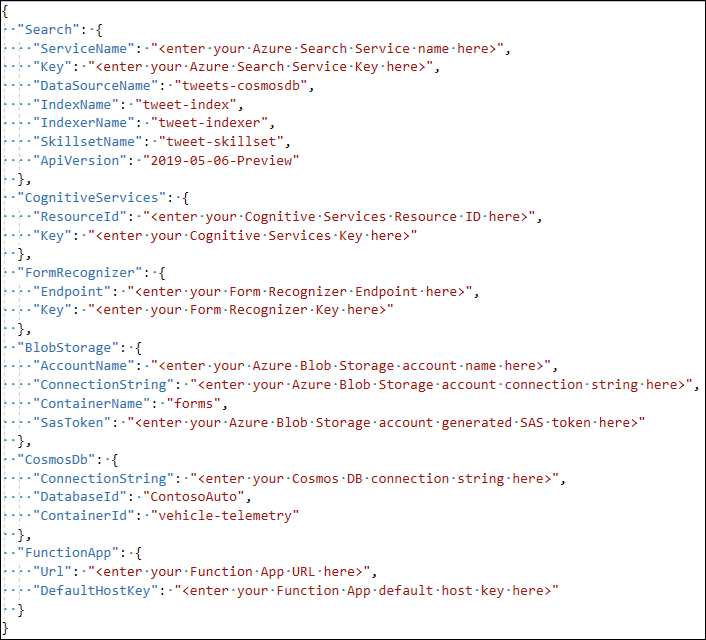 {
  "Search": {
    "ServiceName": "<enter your Azure Search Service name here>",
    "Key": "<enter your Azure Search Service Key here>",
    "DataSourceName": "tweets-cosmosdb",
    "IndexName": "tweet-index",
    "IndexerName": "tweet-indexer",
    "SkillsetName": "tweet-skillset",
    "ApiVersion": "2019-05-06-Preview"
  },
  "CognitiveServices": {
    "ResourceId": "<enter your Cognitive Services Resource ID here>",
    "Key": "<enter your Cognitive Services Key here>"
  },
  "FormRecognizer": {
    "Endpoint": "<enter your Form Recognizer Endpoint here>",
    "Key": "<enter your Form Recognizer Key here>"
  },
  "BlobStorage": {
    "AccountName": "<enter your Azure Blob Storage account name here>",
    "ConnectionString": "<enter your Azure Blob Storage account connection string here>",
    "ContainerName": "forms",
    "SasToken": "<enter your Azure Blob Storage account generated SAS token here>"
  },
  "CosmosDb": {
    "ConnectionString": "<enter your Cosmos DB connection string here>",
    "DatabaseId": "ContosoAuto",
    "ContainerId": "vehicle-telemetry"
  },
  "FunctionApp": {
    "Url": "<enter your Function App URL here>",
    "DefaultHostKey": "<enter your Function App default host key here>"
  }
}